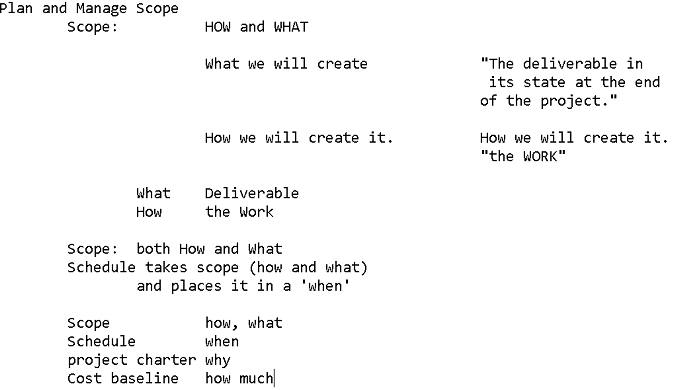 Plan and Manage Scope
Scope: HOW and WHAT
What we will create "The deliverable in
its state at the end
of the project."
How we will create it. How we will create it.
"the WORK"
What Deliverable
How the Work
Scope: both How and What
Schedule takes scope (how and what)
and places it in a 'when'
Scope how, what
Schedule when
project charter why
Cost baseline how much